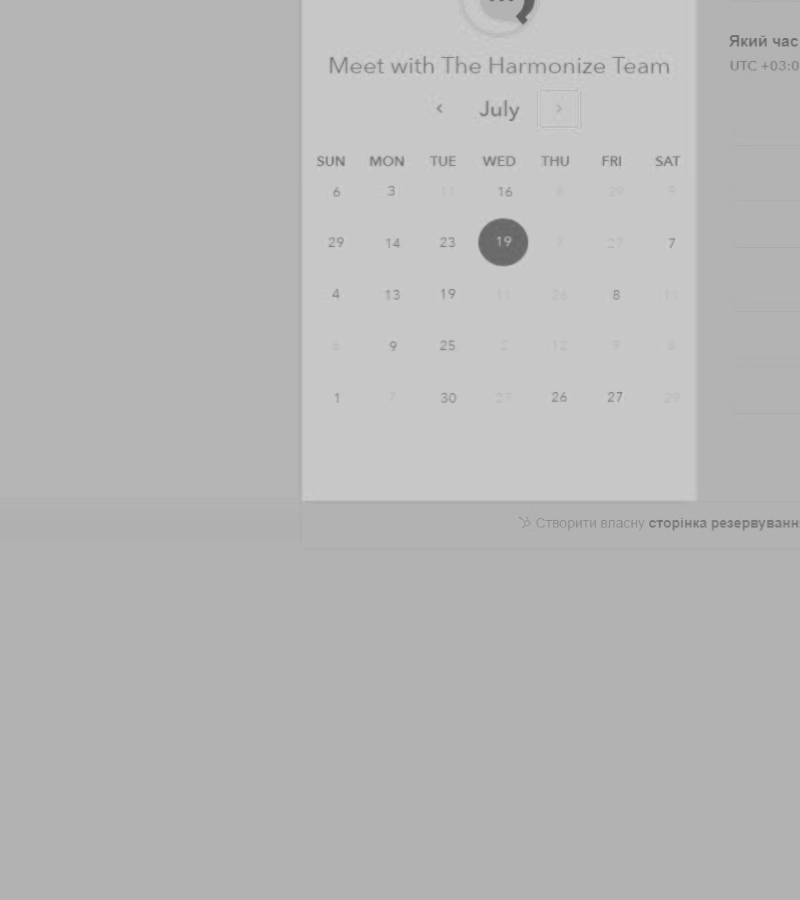 Який час
UTC +03:0
Meet with The Harmonize Team
‹ July ›
SUN MON TUE WED THU FRI SAT
6 3 11 16 8 29 9
29 14 23 19 7 27 7
4 13 19 11 26 8 11
6 9 25 2 12 9 8
1 7 30 27 26 27 29
Створити власну сторінка резервуванн